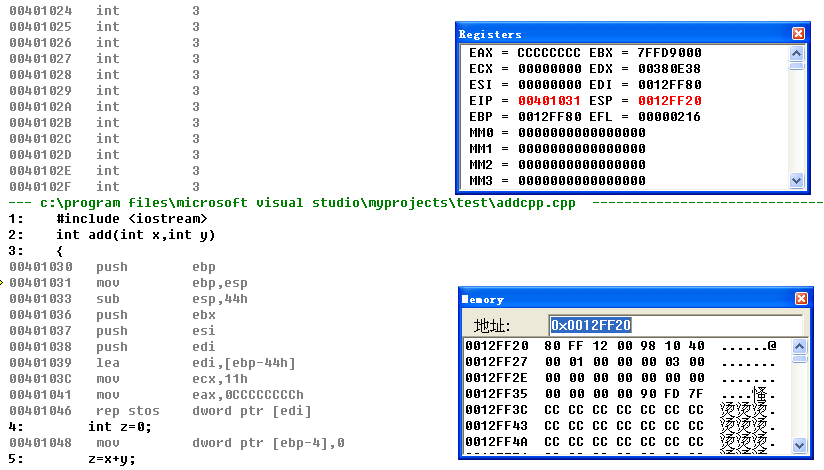 00401024 int 3
00401025 int 3
00401026 int 3
00401027 int 3
00401028 int 3
00401029 int 3
0040102A int 3
0040102B int 3
0040102C int 3
0040102D int 3
0040102E int 3
0040102F int 3
--- c:\program files\microsoft visual studio\myprojects\test\addcpp.cpp -----------------------------
1: #include <iostream>
2: int add(int x,int y)
3: {
00401030 push ebp
00401031 mov ebp,esp
00401033 sub esp,44h
00401036 push ebx
00401037 push esi
00401038 push edi
00401039 lea edi,[ebp-44h]
0040103C mov ecx,11h
00401041 mov eax,0CCCCCCCCh
00401046 rep stos dword ptr [edi]
4: int z=0;
00401048 mov dword ptr [ebp-4],0
5: z=x+y;
Registers
EAX = CCCCCCCC EBX = 7FFD9000
ECX = 00000000 EDX = 00380E38
ESI = 00000000 EDI = 0012FF80
EIP = 00401031 ESP = 0012FF20
EBP = 0012FF80 EFL = 00000216
MM0 = 0000000000000000
MM1 = 0000000000000000
MM2 = 0000000000000000
MM3 = 0000000000000000
Memory
地址: 0x0012FF20
0012FF20 80 FF 12 00 98 10 40 ......@
0012FF27 00 01 00 00 00 03 00 .......
0012FF2E 00 00 00 00 00 00 00 .......
0012FF35 00 00 00 00 90 FD 7F ....慅.
0012FF3C CC CC CC CC CC CC CC 烫烫烫.
0012FF43 CC CC CC CC CC CC CC 烫烫烫.
0012FF4A CC CC CC CC CC CC CC 烫烫烫.